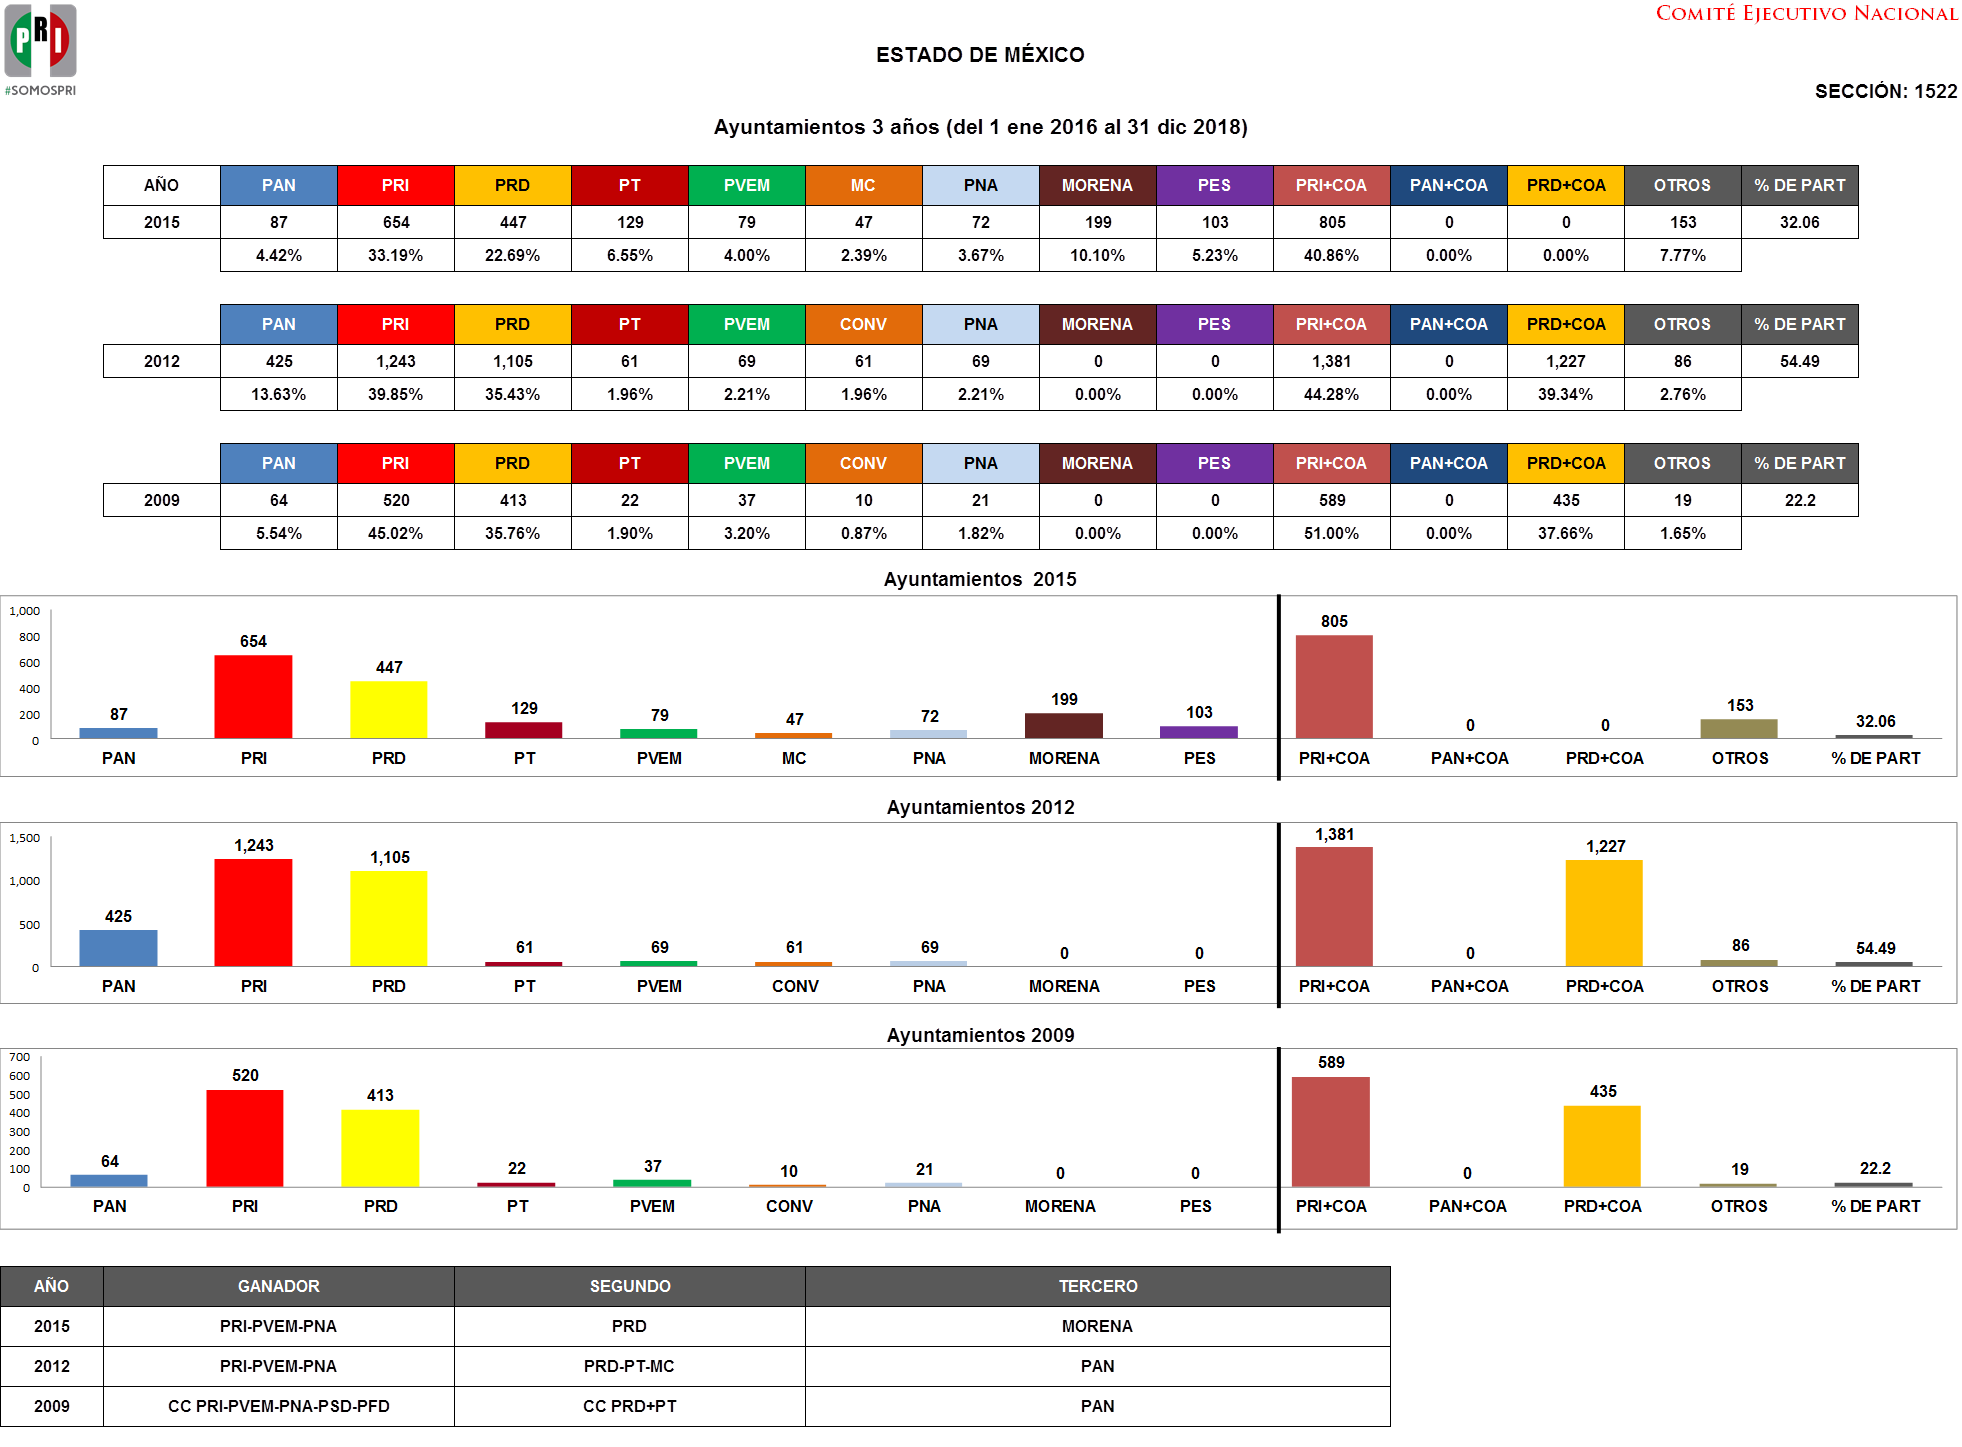 PRI
#SOMOSPRI
COMITÉ EJECUTIVO NACIONAL
ESTADO DE MÉXICO
SECCIÓN: 1522
Ayuntamientos 3 años (del 1 ene 2016 al 31 dic 2018)
AÑO PAN PRI PRD PT PVEM MC PNA MORENA PES PRI+COA PAN+COA PRD+COA OTROS % DE PART
2015 87 654 447 129 79 47 72 199 103 805 0 0 153 32.06
4.42% 33.19% 22.69% 6.55% 4.00% 2.39% 3.67% 10.10% 5.23% 40.86% 0.00% 0.00% 7.77%
PAN PRI PRD PT PVEM CONV PNA MORENA PES PRI+COA PAN+COA PRD+COA OTROS % DE PART
2012 425 1,243 1,105 61 69 61 69 0 0 1,381 0 1,227 86 54.49
13.63% 39.85% 35.43% 1.96% 2.21% 1.96% 2.21% 0.00% 0.00% 44.28% 0.00% 39.34% 2.76%
PAN PRI PRD PT PVEM CONV PNA MORENA PES PRI+COA PAN+COA PRD+COA OTROS % DE PART
2009 64 520 413 22 37 10 21 0 0 589 0 435 19 22.2
5.54% 45.02% 35.76% 1.90% 3.20% 0.87% 1.82% 0.00% 0.00% 51.00% 0.00% 37.66% 1.65%
Ayuntamientos 2015
1,000
800
600
400
200
0
87 654 447 129 79 47 72 199 103 805 0 0 153 32.06
PAN PRI PRD PT PVEM MC PNA MORENA PES PRI+COA PAN+COA PRD+COA OTROS % DE PART
Ayuntamientos 2012
1,500
1,000
500
0
425 1,243 1,105 61 69 61 69 0 0 1,381 0 1,227 86 54.49
PAN PRI PRD PT PVEM CONV PNA MORENA PES PRI+COA PAN+COA PRD+COA OTROS % DE PART
Ayuntamientos 2009
700
600
500
400
300
200
100
0
64 520 413 22 37 10 21 0 0 589 0 435 19 22.2
PAN PRI PRD PT PVEM CONV PNA MORENA PES PRI+COA PAN+COA PRD+COA OTROS % DE PART
AÑO GANADOR SEGUNDO TERCERO
2015 PRI-PVEM-PNA PRD MORENA
2012 PRI-PVEM-PNA PRD-PT-MC PAN
2009 CC PRI-PVEM-PNA-PSD-PFD CC PRD+PT PAN